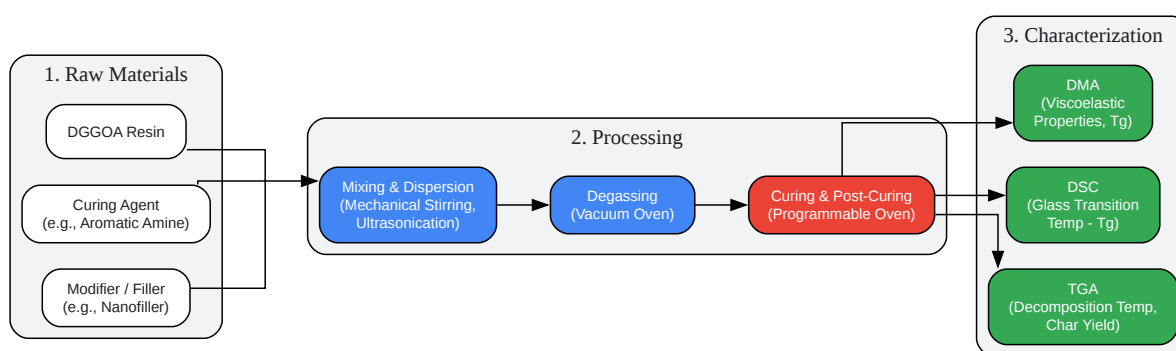 1. Raw Materials
DGGOA Resin
Curing Agent
(e.g., Aromatic Amine)
Modifier / Filler
(e.g., Nanofiller)
2. Processing
Mixing & Dispersion
(Mechanical Stirring,
Ultrasonication)
Degassing
(Vacuum Oven)
Curing & Post-Curing
(Programmable Oven)
3. Characterization
DMA
(Viscoelastic
Properties, Tg)
DSC
(Glass Transition
Temp - Tg)
TGA
(Decomposition Temp,
Char Yield)